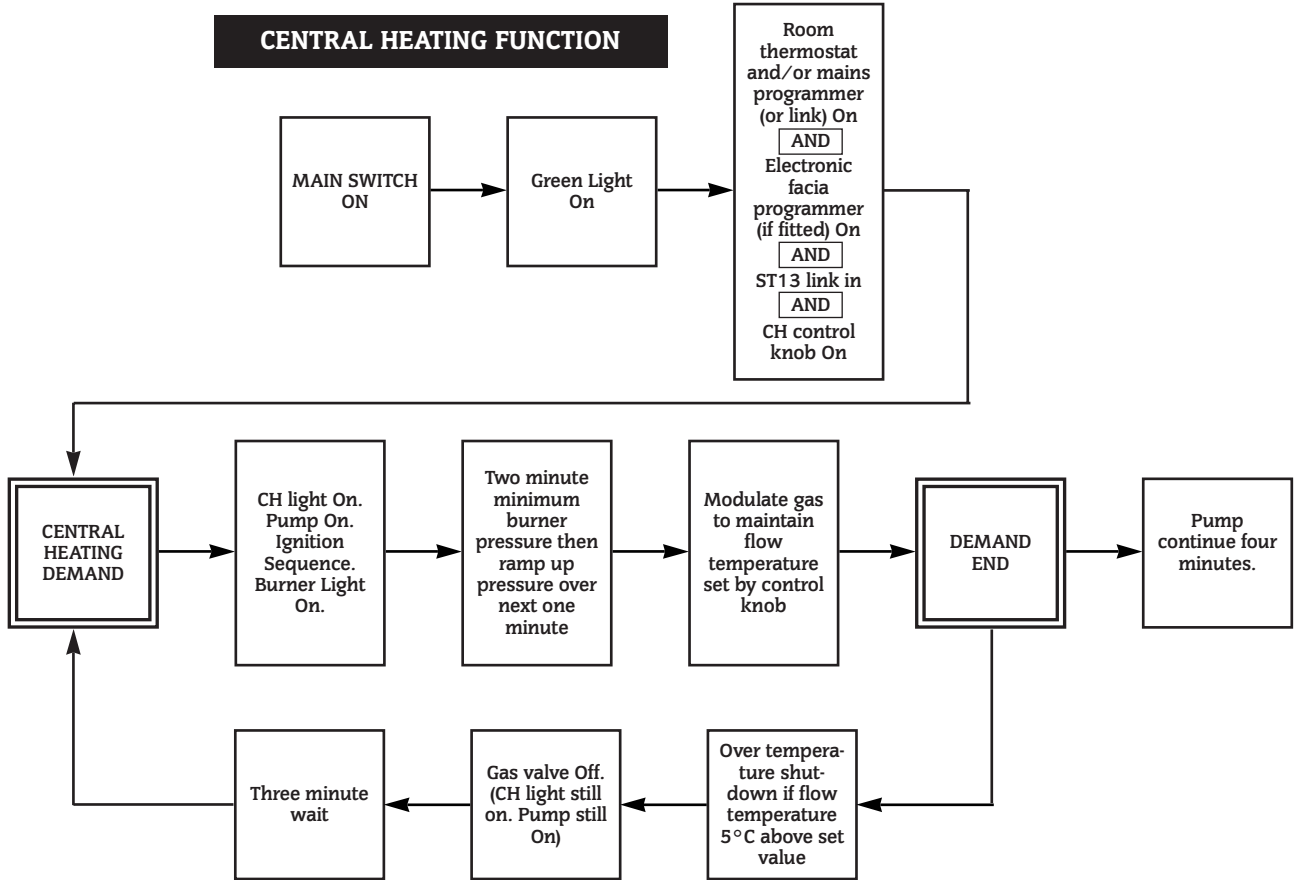 CENTRAL HEATING FUNCTION
MAIN SWITCH
ON
Green Light
On
Room
thermostat
and/or mains
programmer
(or link) On
AND
Electronic
facia
programmer
(if fitted) On
AND
ST13 link in
AND
CH control
knob On
CENTRAL
HEATING
DEMAND
CH light On.
Pump On.
Ignition
Sequence.
Burner Light
On.
Two minute
minimum
burner
pressure then
ramp up
pressure over
next one
minute
Modulate gas
to maintain
flow
temperature
set by control
knob
DEMAND
END
Pump
continue four
minutes.
Three minute
wait
Gas valve Off.
(CH light still
on. Pump still
On)
Over tempera-
ture shut-
down if flow
temperature
5°C above set
value